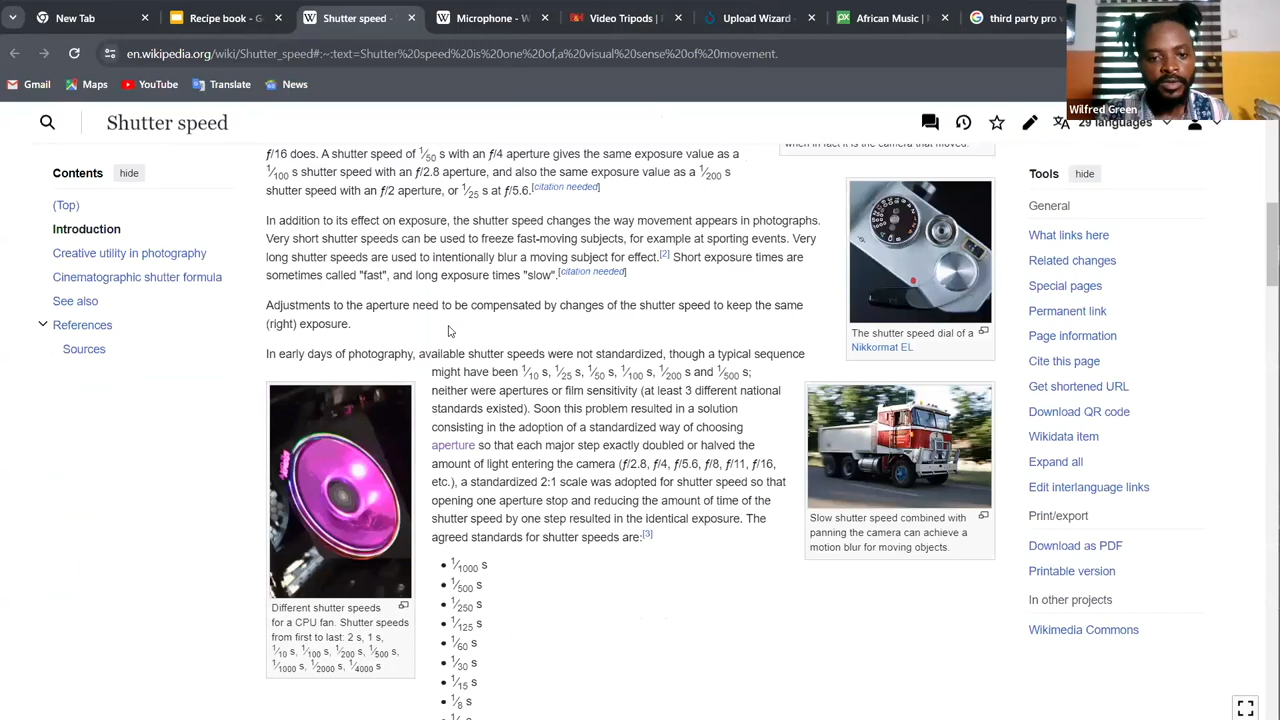 Shop - S
Recipe Book -
Video Trans
third party pro
African Music |
en.wikipedia.org/wiki/Shutter_speed#:~:text=Shutter
Gmail
Maps
YouTube
Translate
News
Wilfred Green
Shutter speed
29 languages
Contents
hide
(Top)
Introduction
Creative utility in photography
Cinematographic shutter formula
See also
References
Sources
ƒ/16 does. A shutter speed of 1⁄50 s with an ƒ/4 aperture gives the same exposure value as a
1⁄100 s shutter speed with an ƒ/2.8 aperture, and also the same exposure value as a 1⁄200 s
shutter speed with an ƒ/2 aperture, or 1⁄25 s at ƒ/5.6.[citation needed]
In addition to its effect on exposure, the shutter speed changes the way movement appears in photographs.
Very short shutter speeds can be used to freeze fast-moving subjects, for example at sporting events. Very
long shutter speeds are used to intentionally blur a moving subject for effect.[2] Short exposure times are
sometimes called "fast", and long exposure times "slow".[citation needed]
Adjustments to the aperture need to be compensated by changes of the shutter speed to keep the same
(right) exposure.
In early days of photography, available shutter speeds were not standardized, though a typical sequence
might have been 1⁄10 s, 1⁄25 s, 1⁄50 s, 1⁄100 s, 1⁄200 s and 1⁄500 s;
neither were apertures or film sensitivity (at least 3 different national
standards existed). Soon this problem resulted in a solution
consisting in the adoption of a standardized way of choosing
aperture so that each major step exactly doubled or halved the
amount of light entering the camera (ƒ/2.8, ƒ/4, ƒ/5.6, ƒ/8, ƒ/11, ƒ/16,
etc.), a standardized 2:1 scale was adopted for shutter speed so that
opening one aperture stop and reducing the amount of time of the
shutter speed by one step resulted in the identical exposure. The
agreed standards for shutter speeds are:[3]
1⁄1000 s
1⁄500 s
1⁄250 s
1⁄125 s
1⁄60 s
1⁄30 s
1⁄15 s
1⁄8 s
Different shutter speeds
for a CPU fan. Shutter speeds
from first to last: 2 s, 1 s,
1⁄10 s, 1⁄100 s, 1⁄200 s, 1⁄500 s,
1⁄1000 s, 1⁄2000 s, 1⁄4000 s
when in fact it is the camera that moved.
The shutter speed dial of a
Nikkormat EL.
Slow shutter speed combined with
panning the camera can achieve a
motion blur for moving objects.
Tools
hide
General
What links here
Related changes
Special pages
Permanent link
Page information
Cite this page
Get shortened URL
Download QR code
Wikidata item
Expand all
Edit interlanguage links
Print/export
Download as PDF
Printable version
In other projects
Wikimedia Commons